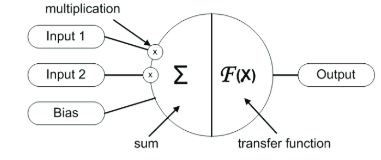 multiplication
Input 1
x
Input 2
x
Σ
F(X)
Output
Bias
sum
transfer function